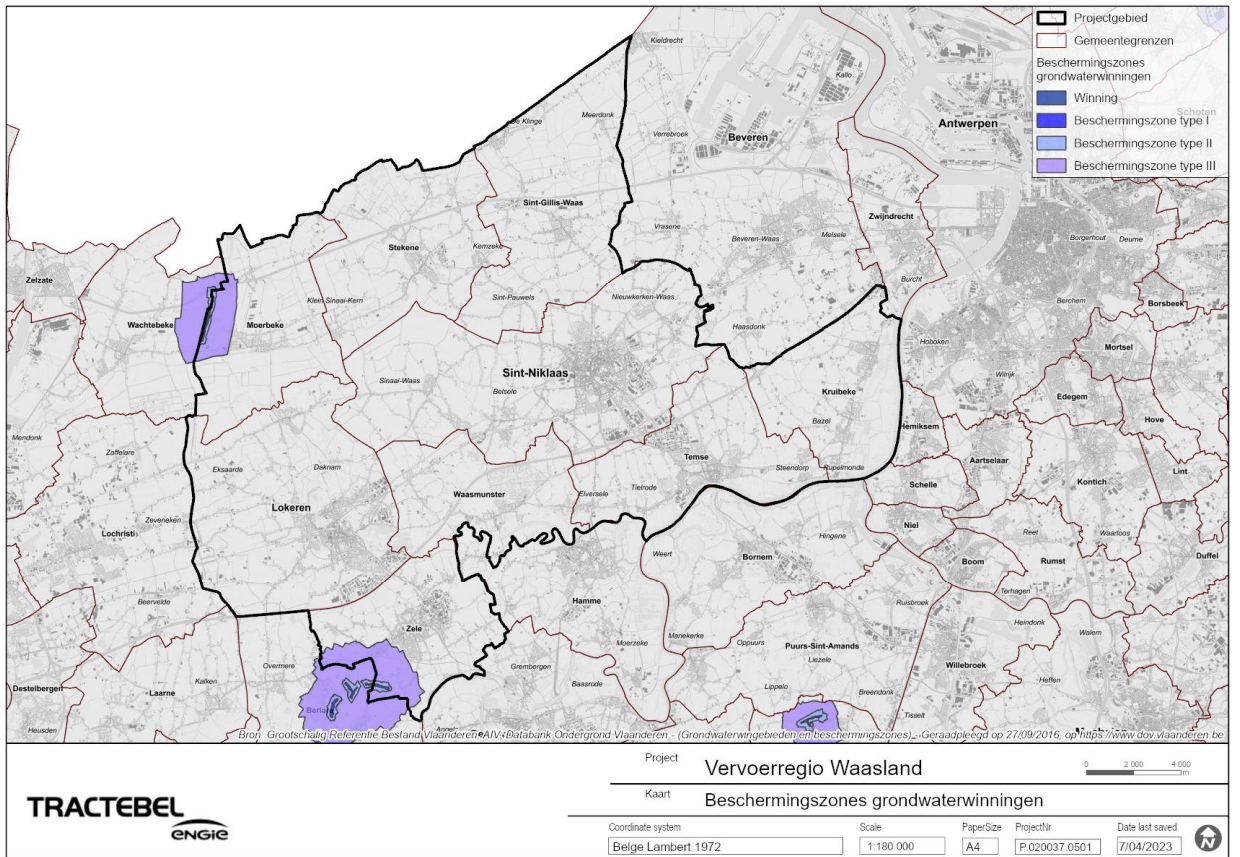 Projectgebied
Gemeentegrenzen
Beschermingszones
grondwaterwinningen
Winning
Beschermingszone type I
Beschermingszone type II
Beschermingszone type III
Schoten
Kieldrecht
Kallo
De Klinge
Meerdonk
Verrebroek
Beveren
Antwerpen
Sint-Gillis-Waas
Zwijndrecht
Vrasene
Stekene
Kemzeke
Beveren-Waas
Melsele
Borgerhout
Deurne
Zelzate
Burcht
Klein Sinaai-Kern
Sint-Pauwels
Nieuwkerken-Waas
Berchem
Borsbeek
Wachtebeke
Moerbeke
Haasdonk
Hoboken
Mortsel
Sint-Niklaas
Wilrijk
Sinaai-Waas
Belsele
Kruibeke
Edegem
Bazel
Hove
Hemiksem
Mendonk
Zaffelare
Temse
Aartselaar
Eksaarde
Daknam
Steendorp
Rupelmonde
Lint
Waasmunster
Elversele
Tielrode
Schelle
Kontich
Lokeren
Zeveneken
Niel
Lochristi
Hingene
Reet
Waarloos
Weert
Bornem
Duffel
Boom
Rumst
Beervelde
Hamme
Ruisbroek
Terhagen
Zele
Mariekerke
Oppuurs
Heindonk
Walem
Moerzeke
Puurs-Sint-Amands
Liezele
Overmere
Grembergen
Willebroek
Destelbergen
Laarne
Kalken
Baasrode
Lippelo
Breendonk
Heffen
Berlare
Tisselt
Heusden
Bron: Grootschalig Referentie Bestand Vlaanderen - AIV+Databank Ondergrond Vlaanderen - (Grondwaterwingebieden en beschermingszones) - Geraadpleegd op 27/09/2016, op https://www.dov.vlaanderen.be
Project
Vervoerregio Waasland
0 2 000 4 000
m
Kaart
Beschermingszones grondwaterwinningen
TRACTEBEL
ENGIE
Coordinate system
Scale
PaperSize
ProjectNr
Date last saved
Belge Lambert 1972
1:180 000
A4
P.020037.0501
7/04/2023
N